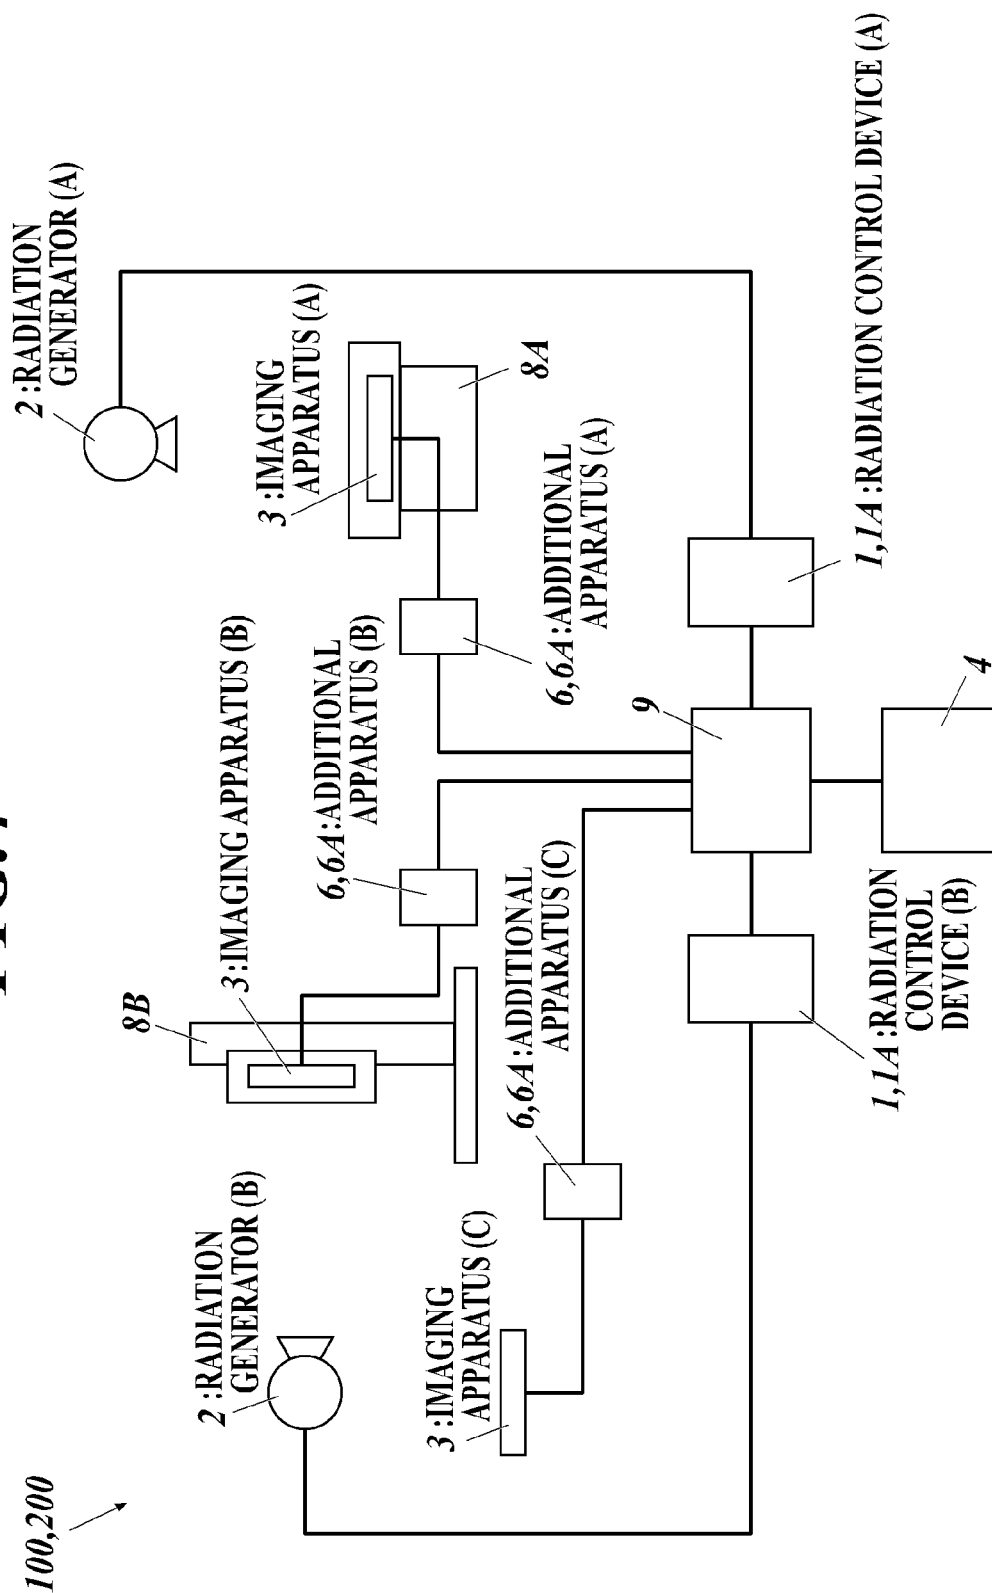 100,200
2 :RADIATION
GENERATOR (B)
8B
3:IMAGING APPARATUS (B)
2 :RADIATION
GENERATOR (A)
3 :IMAGING
APPARATUS (A)
8A
6,6A:ADDITIONAL
APPARATUS (B)
6,6A:ADDITIONAL
APPARATUS (A)
3 :IMAGING
APPARATUS (C)
6,6A:ADDITIONAL
APPARATUS (C)
9
1,1A :RADIATION
CONTROL
DEVICE (B)
4
1,1A :RADIATION CONTROL DEVICE (A)